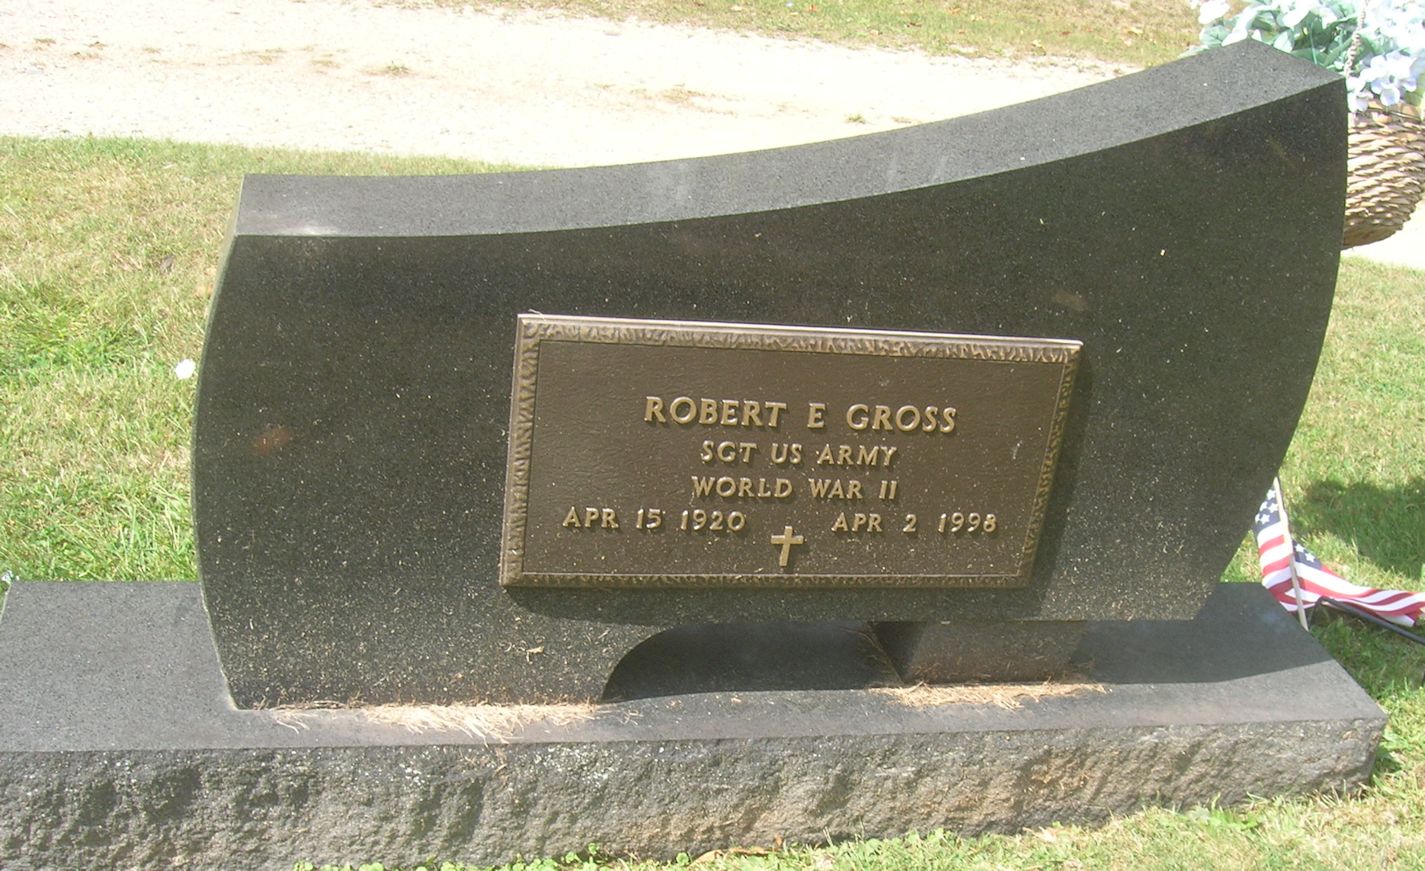 ROBERT E GROSS
SGT US ARMY
WORLD WAR II
APR 15 1920 APR 2 1998